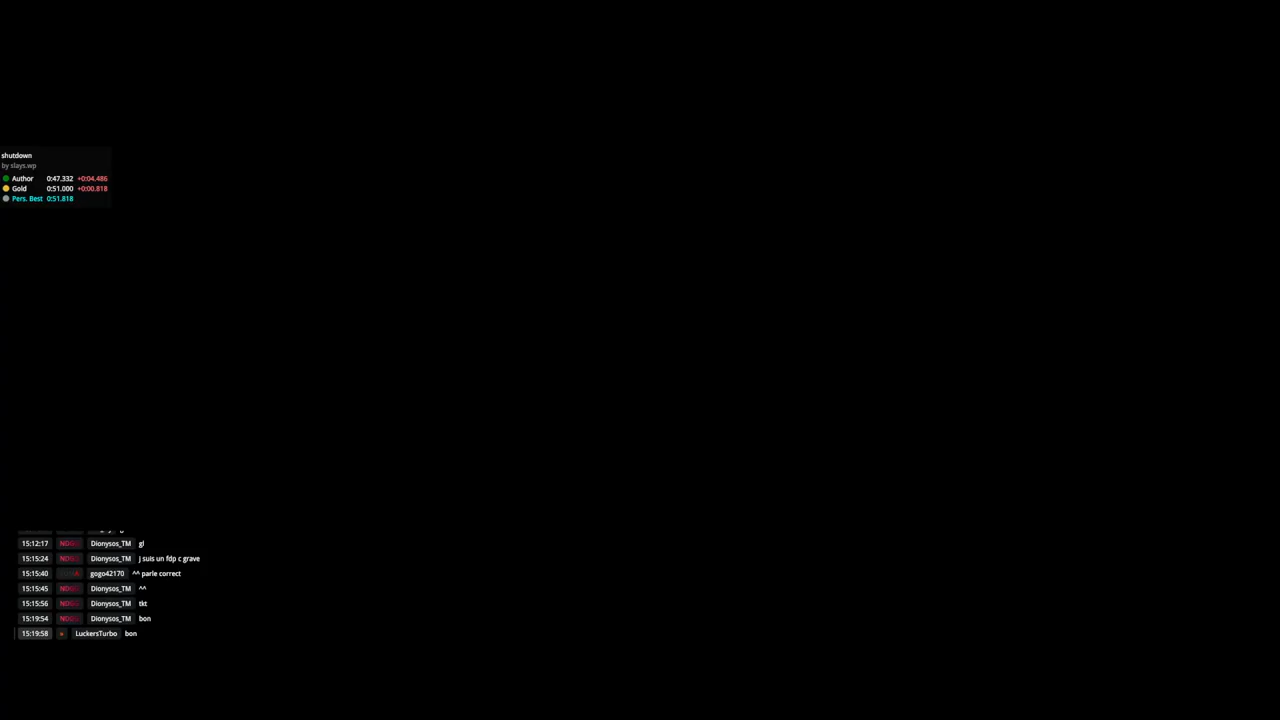 shutdown
by slays.wp
Author 0:47.332 +0:04.486
Gold 0:51.000 +0:00.818
Pers. Best 0:51.818
15:12:17 Dionysos_TM gl
15:15:24 Dionysos_TM j suis un fdp c grave
15:15:40 gogo42170 ^^ parle correct
15:15:45 Dionysos_TM ^^
15:15:56 Dionysos_TM tkt
15:19:54 Dionysos_TM bon
15:19:58 LuckersTurbo bon